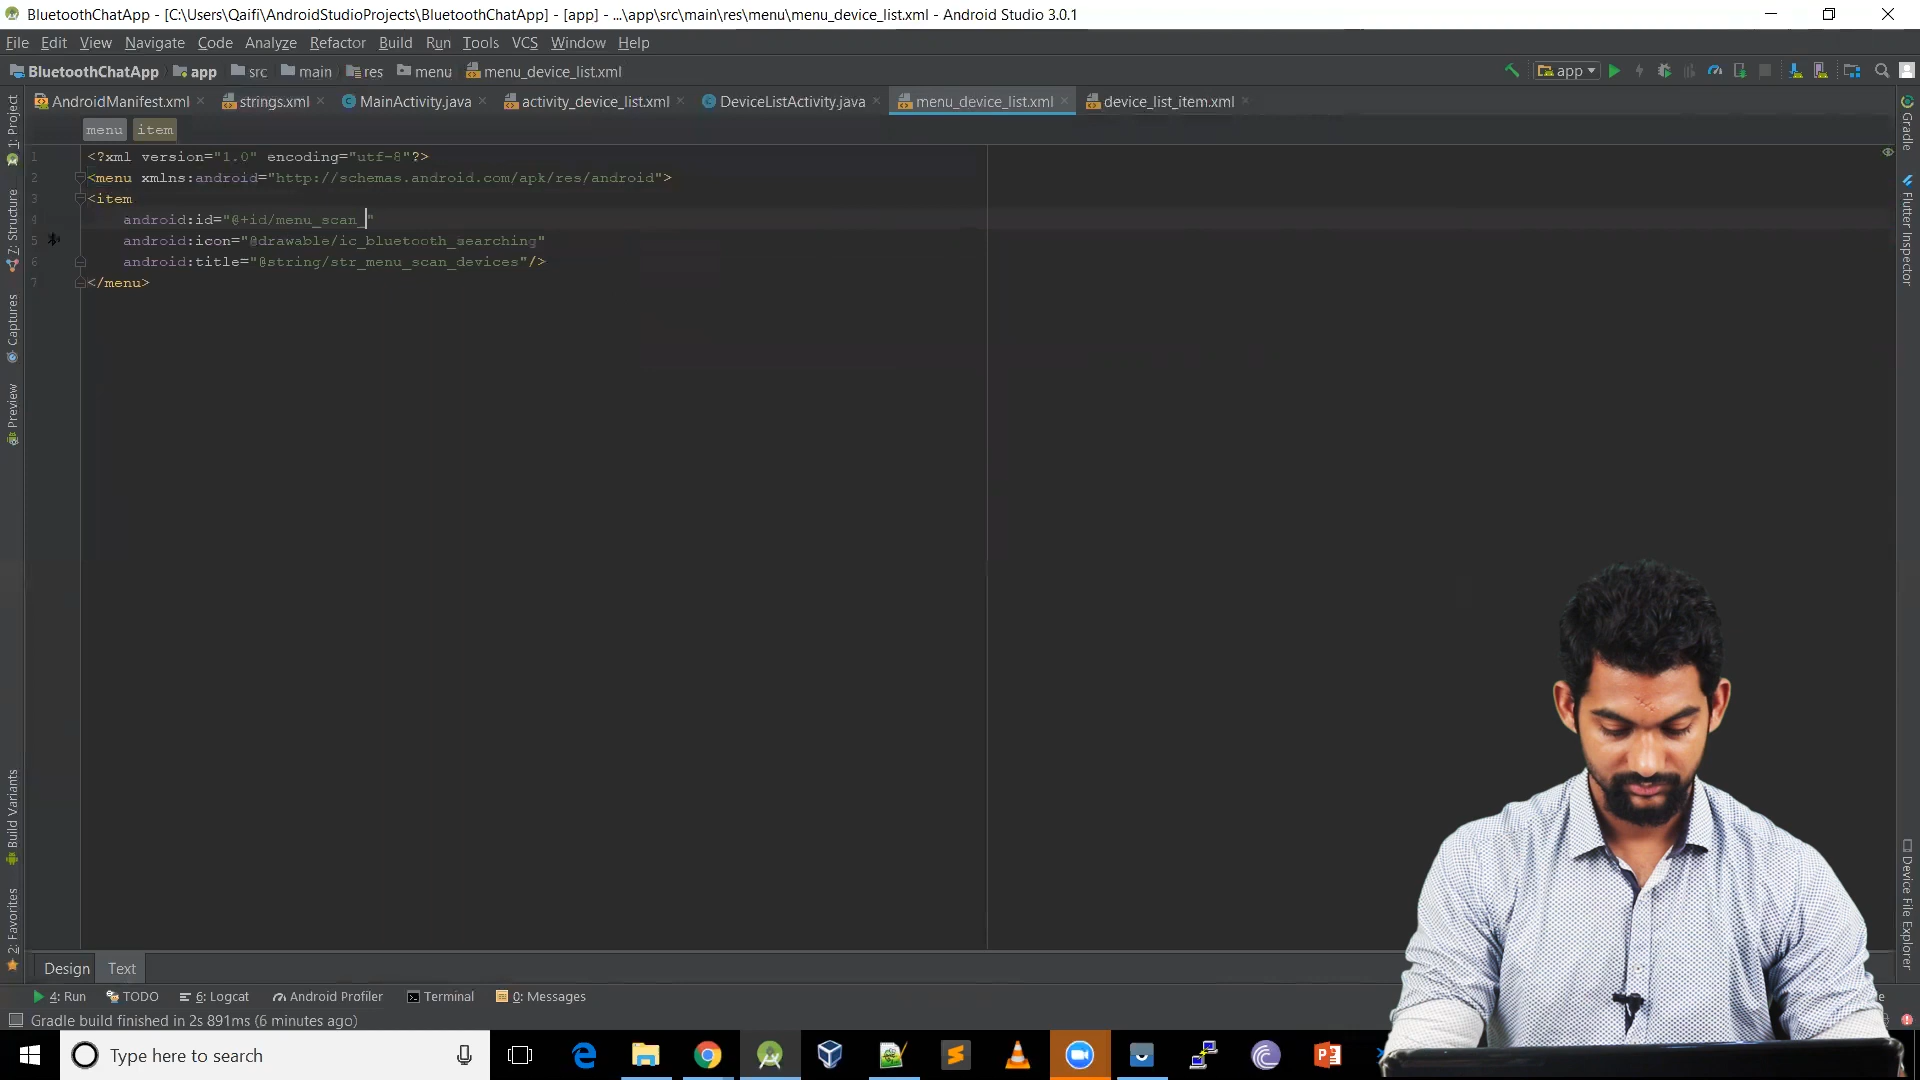 BluetoothChatApp - [C:\Users\Qaifi\AndroidStudioProjects\BluetoothChatApp] - [app] - ...\app\src\main\res\menu\menu_device_list.xml - Android Studio 3.0.1
File Edit View Navigate Code Analyze Refactor Build Run Tools VCS Window Help
BluetoothChatApp app src main res menu menu_device_list.xml
app
AndroidManifest.xml strings.xml MainActivity.java activity_device_list.xml DeviceListActivity.java menu_device_list.xml device_list_item.xml
menu item
1 <?xml version="1.0" encoding="utf-8"?>
2 <menu xmlns:android="http://schemas.android.com/apk/res/android">
3 <item
4 android:id="@+id/menu_scan_"
5 android:icon="@drawable/ic_bluetooth_searching"
6 android:title="@string/str_menu_scan_devices"/>
7 </menu>
1: Project
7: Structure
Captures
Preview
Build Variants
2: Favorites
Gradle
Flutter Inspector
Device File Explorer
Design Text
4: Run TODO 6: Logcat Android Profiler Terminal 0: Messages
Gradle build finished in 2s 891ms (6 minutes ago)
Type here to search